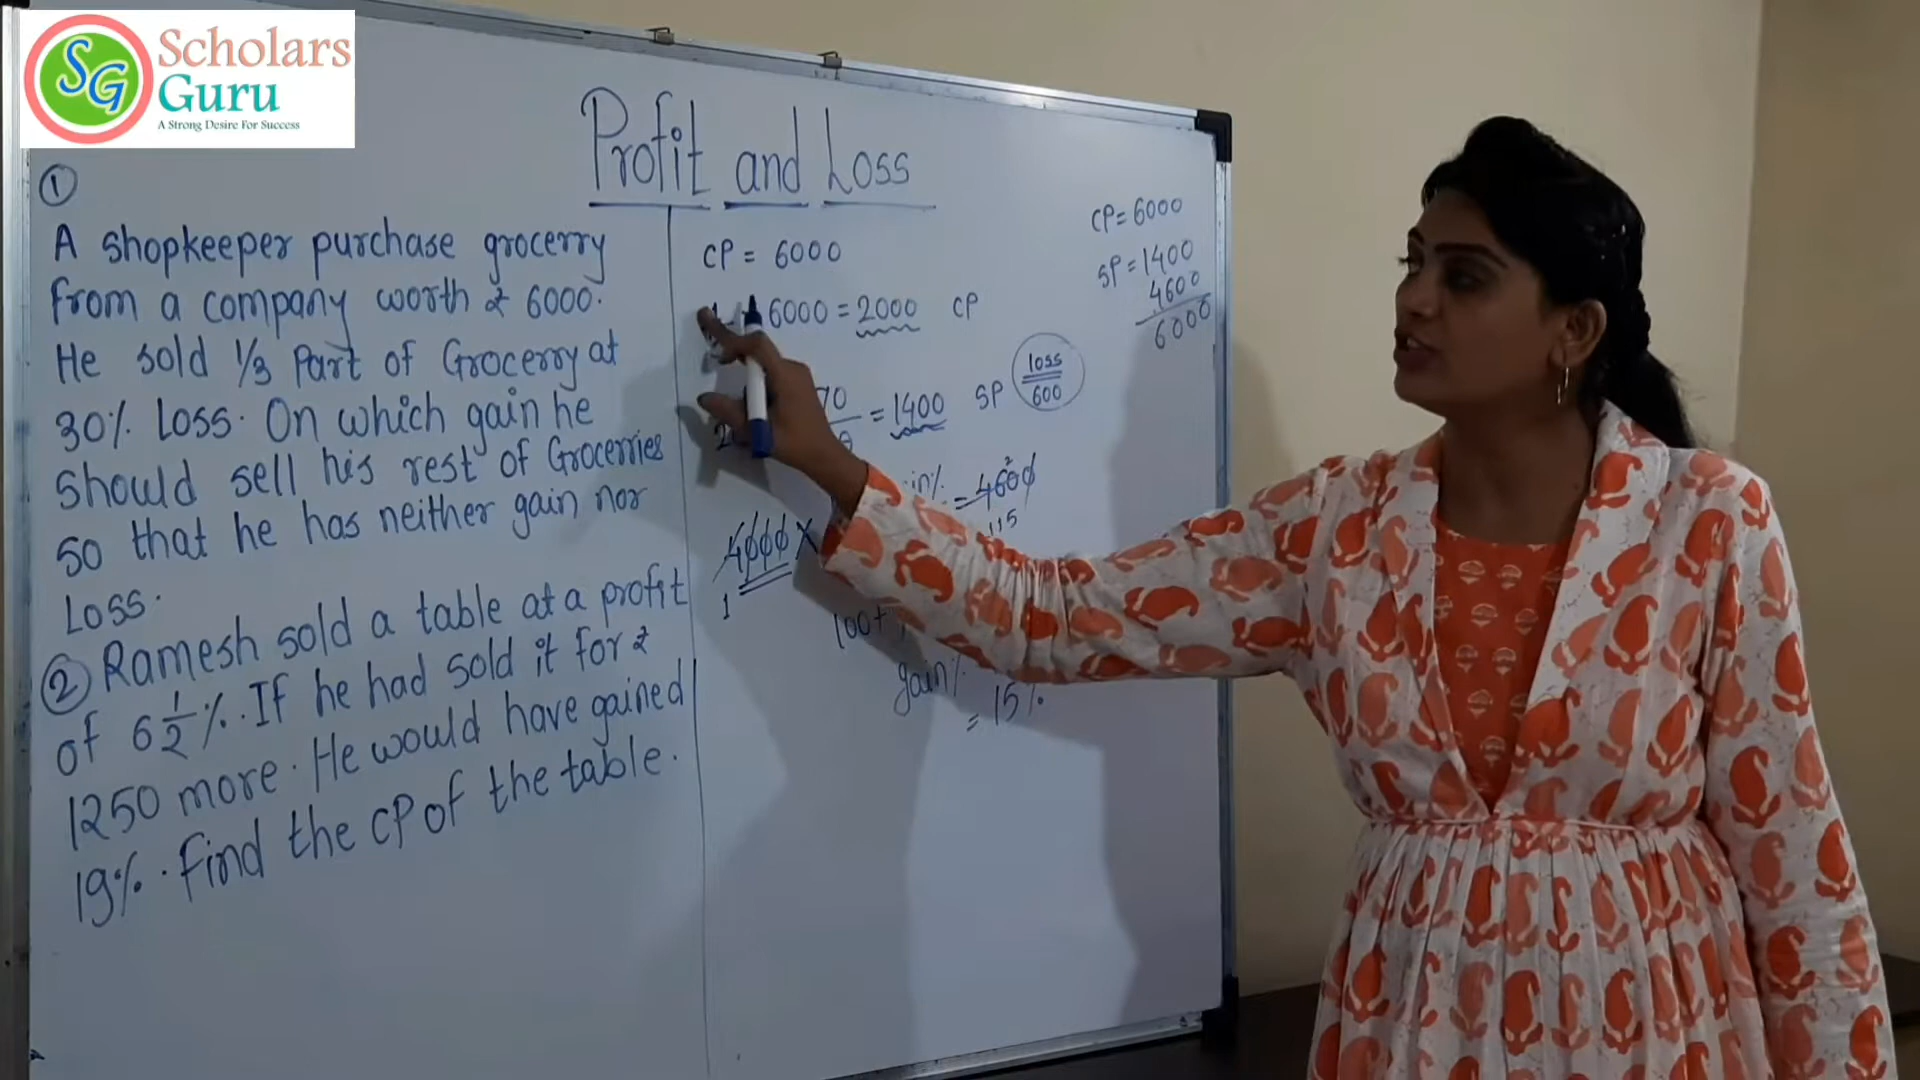 SG Scholars
Guru
A Strong Desire For Success
Profit and Loss
1
A shopkeeper purchase grocerry
from a company worth ₹ 6000.
He sold 1/3 Part of Grocerry at
30% Loss. On which gain he
should sell his rest of Grocerries
so that he has neither gain nor
Loss.
2 Ramesh sold a table at a profit
of 6 1/2 %. If he had sold it for ₹
1250 more. He would have gained
19%. Find the CP of the table.
CP = 6000
6000 = 2000 CP
70 = 1400 SP
loss
600
= 4600
115
4000 X
1
100+
gain%
= 15%
CP = 6000
SP = 1400
4600
6000